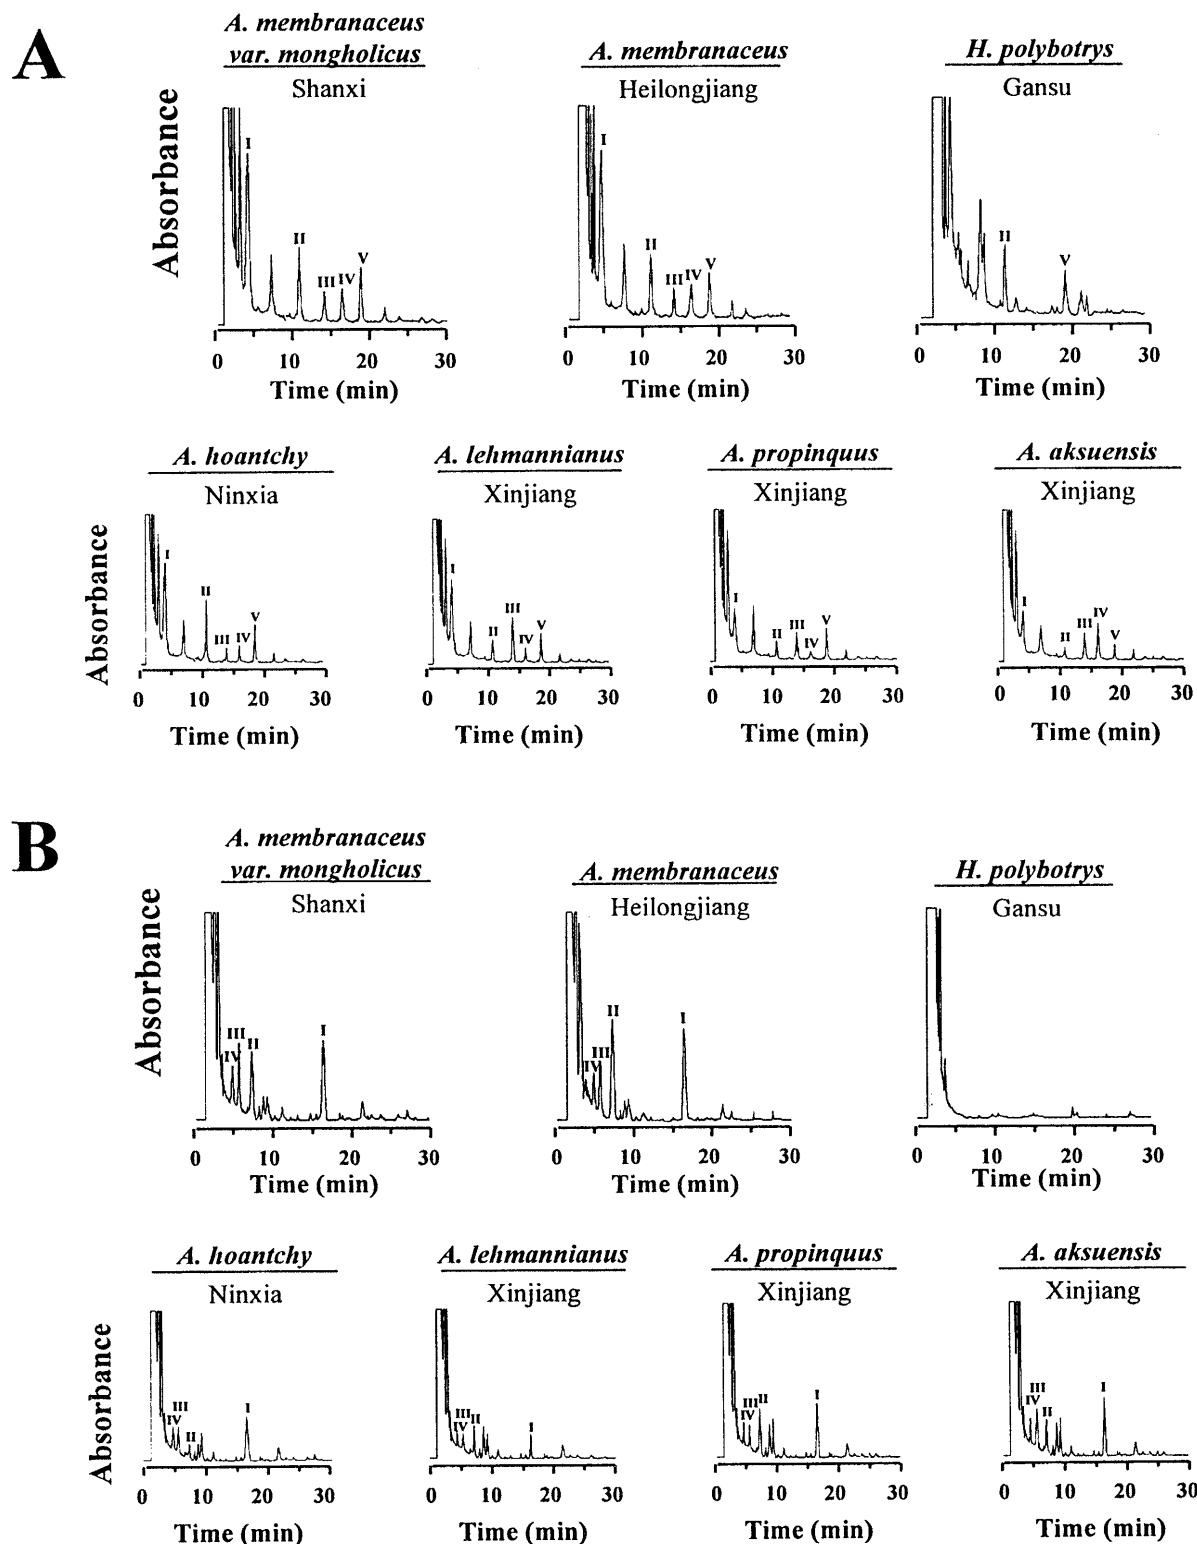 A
A. membranaceus
var. mongholicus
Shanxi
A. membranaceus
Heilongjiang
H. polybotrys
Gansu
Absorbance
I
II
III
IV
V
I
II
III
IV
V
II
V
0 10 20 30
0 10 20 30
0 10 20 30
Time (min)
Time (min)
Time (min)
A. hoantchy
Ninxia
A. lehmannianus
Xinjiang
A. propinquus
Xinjiang
A. aksuensis
Xinjiang
Absorbance
I
II
III
IV
V
I
II
III
IV
V
I
II
III
IV
V
I
II
III
IV
V
0 10 20 30
0 10 20 30
0 10 20 30
0 10 20 30
Time (min)
Time (min)
Time (min)
Time (min)
B
A. membranaceus
var. mongholicus
Shanxi
A. membranaceus
Heilongjiang
H. polybotrys
Gansu
Absorbance
III
IV
II
I
II
III
IV
I
0 10 20 30
0 10 20 30
0 10 20 30
Time (min)
Time (min)
Time (min)
A. hoantchy
Ninxia
A. lehmannianus
Xinjiang
A. propinquus
Xinjiang
A. aksuensis
Xinjiang
Absorbance
III
IV
II
I
III
IV
II
I
III
IV
II
I
III
IV
II
I
0 10 20 30
0 10 20 30
0 10 20 30
0 10 20 30
Time (min)
Time (min)
Time (min)
Time (min)